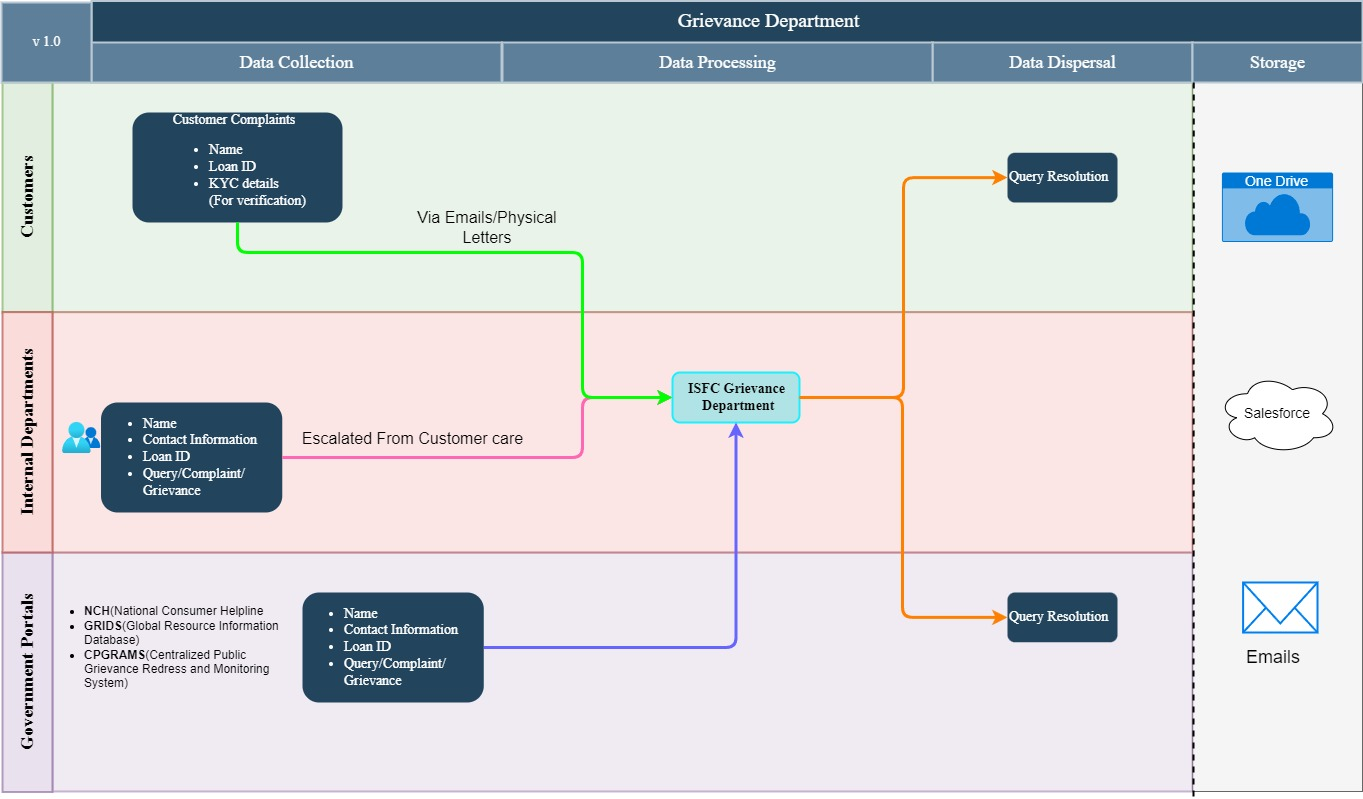 Grievance Department
v 1.0
Data Collection
Data Processing
Data Dispersal
Storage
Customers
Customer Complaints
• Name
• Loan ID
• KYC details
(For verification)
Via Emails/Physical
Letters
Query Resolution
One Drive
Internal Departments
• Name
• Contact Information
• Loan ID
• Query/Complaint/
Grievance
Escalated From Customer care
ISFC Grievance
Department
Salesforce
Government Portals
• NCH(National Consumer Helpline
• GRIDS(Global Resource Information
Database)
• CPGRAMS(Centralized Public
Grievance Redress and Monitoring
System)
• Name
• Contact Information
• Loan ID
• Query/Complaint/
Grievance
Query Resolution
Emails